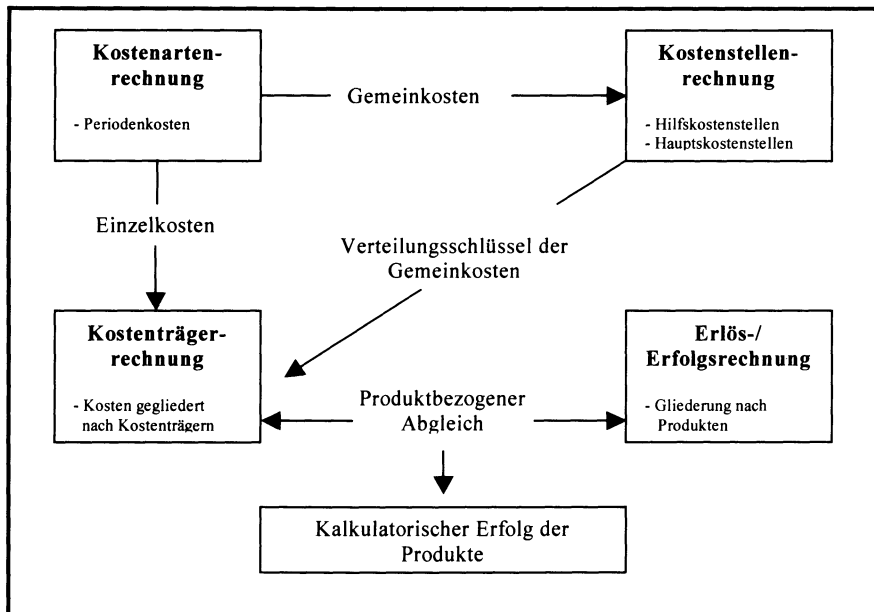 Kostenarten-
rechnung
- Periodenkosten
Gemeinkosten
Kostenstellen-
rechnung
- Hilfskostenstellen
- Hauptskostenstellen
Einzelkosten
Verteilungsschlüssel der
Gemeinkosten
Kostenträger-
rechnung
- Kosten gegliedert
nach Kostenträgern
Produktbezogener
Abgleich
Erlös-/
Erfolgsrechnung
- Gliederung nach
Produkten
Kalkulatorischer Erfolg der
Produkte